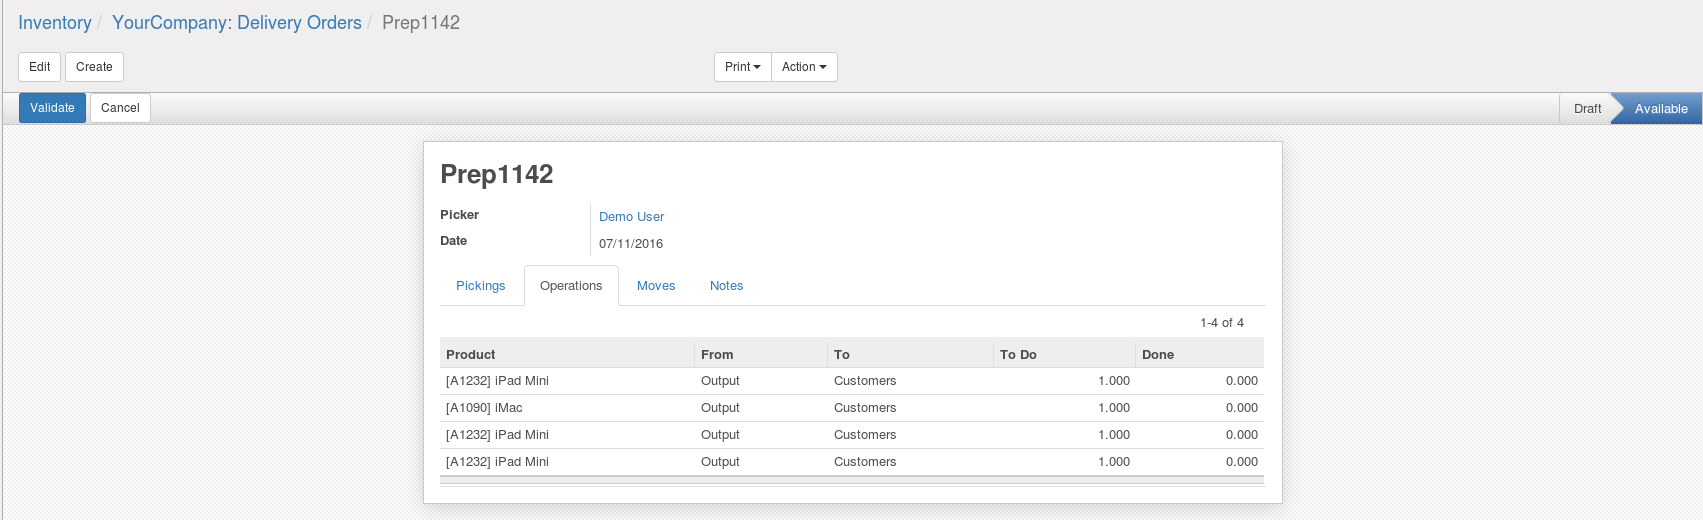 Inventory / YourCompany: Delivery Orders / Prep1142
Edit Create Print Action
Validate Cancel Draft Available
Prep1142
Picker Demo User
Date 07/11/2016
Pickings Operations Moves Notes
1-4 of 4
Product From To To Do Done
[A1232] iPad Mini Output Customers 1.000 0.000
[A1090] iMac Output Customers 1.000 0.000
[A1232] iPad Mini Output Customers 1.000 0.000
[A1232] iPad Mini Output Customers 1.000 0.000